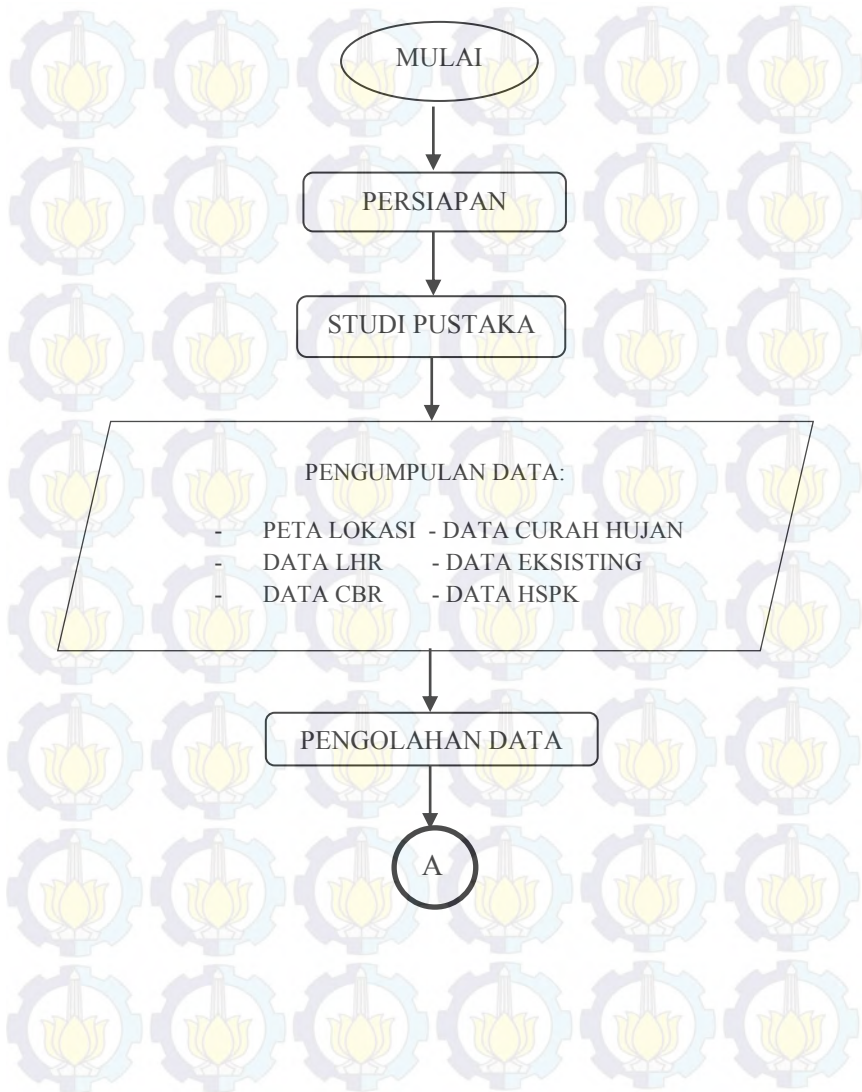 MULAI
PERSIAPAN
STUDI PUSTAKA
PENGUMPULAN DATA:
- PETA LOKASI - DATA CURAH HUJAN
- DATA LHR - DATA EKSISTING
- DATA CBR - DATA HSPK
PENGOLAHAN DATA
A